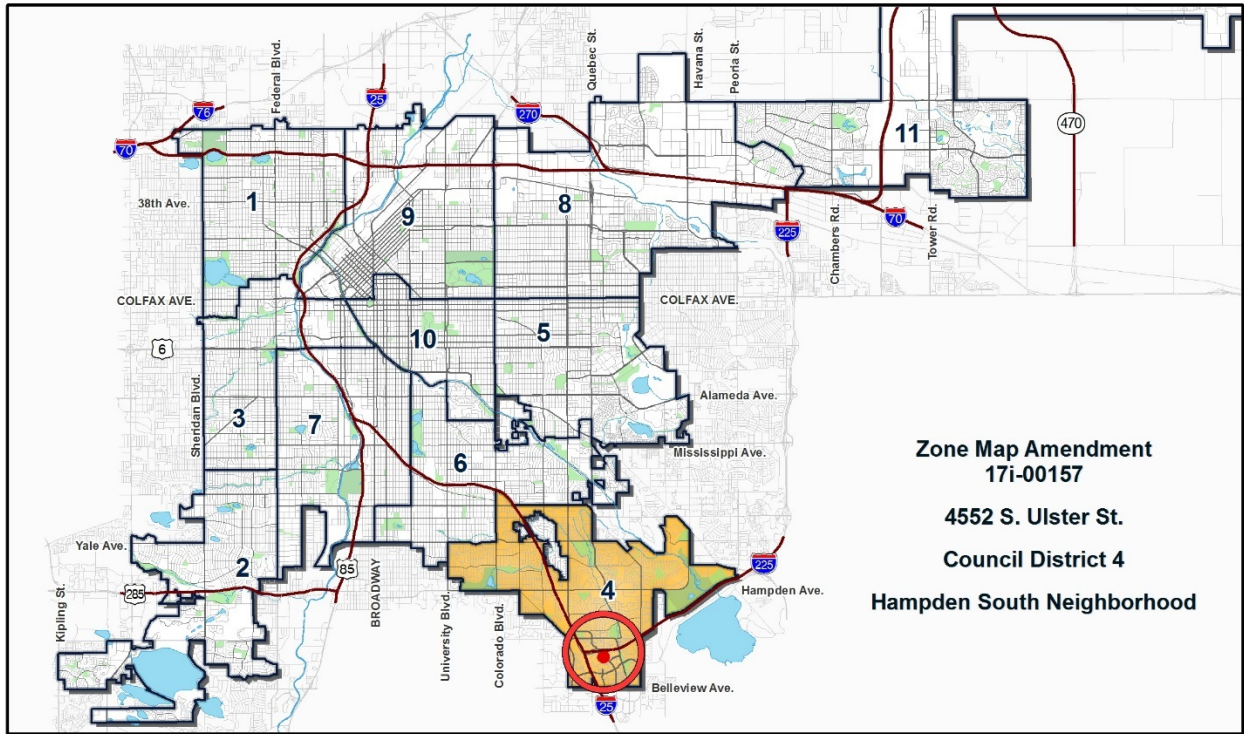 Federal Blvd.
Quebec St.
Havana St.
Peoria St.
76
25
270
470
70
11
1
38th Ave.
9
8
225
70
Chambers Rd.
Tower Rd.
COLFAX AVE.
COLFAX AVE.
10
5
6
Sheridan Blvd.
3
7
Alameda Ave.
Mississippi Ave.
6
Zone Map Amendment
17i-00157
4552 S. Ulster St.
Council District 4
Hampden South Neighborhood
Yale Ave.
2
85
285
Kipling St.
BROADWAY
University Blvd.
Colorado Blvd.
4
225
Hampden Ave.
Belleview Ave.
25